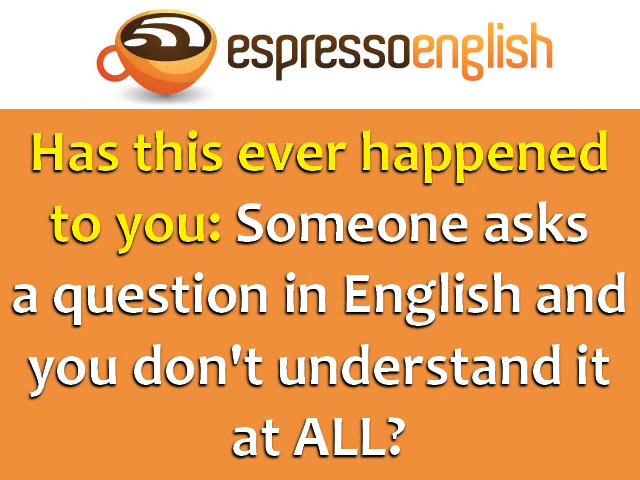 espressoenglish
Has this ever happened
to you: Someone asks
a question in English and
you don't understand it
at ALL?